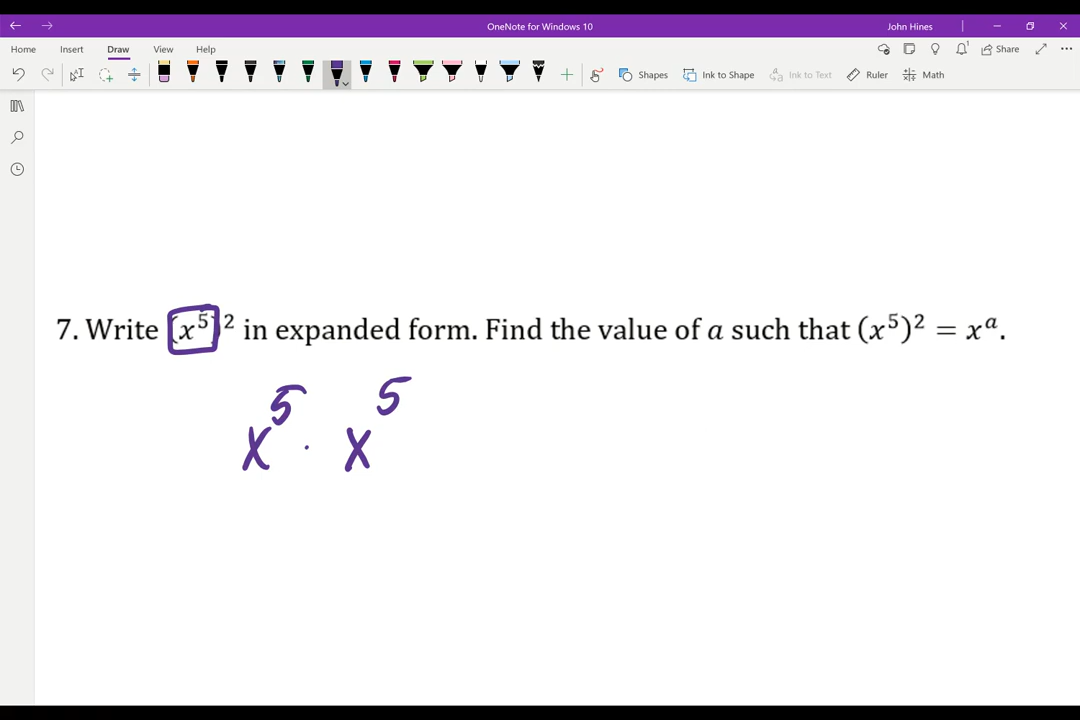 OneNote for Windows 10
John Hines
Home Insert Draw View Help
Share
Shapes Ink to Shape Ink to Text Ruler Math
7. Write (x⁵)² in expanded form. Find the value of a such that (x⁵)² = xᵃ.
x⁵ · x⁵